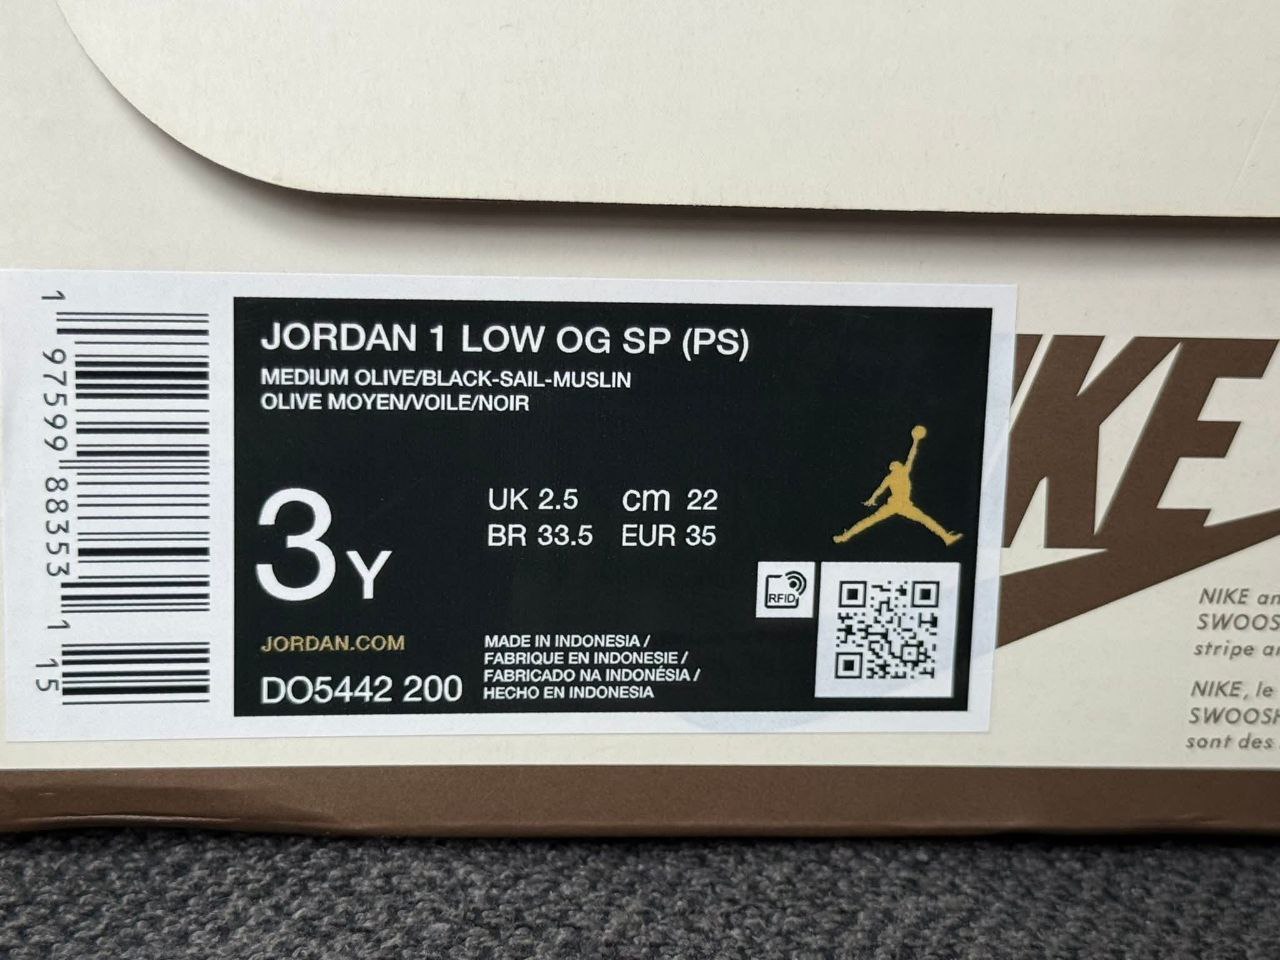 JORDAN 1 LOW OG SP (PS)
MEDIUM OLIVE/BLACK-SAIL-MUSLIN
OLIVE MOYEN/VOILE/NOIR
3Y
UK 2.5 cm 22
BR 33.5 EUR 35
JORDAN.COM
DO5442 200
MADE IN INDONESIA /
FABRIQUE EN INDONESIE /
FABRICADO NA INDONÉSIA /
HECHO EN INDONESIA
RFID
1 97599 88353 1 15
KE
NIKE an
SWOOS
stripe a
NIKE, le
SWOOSH
sont des